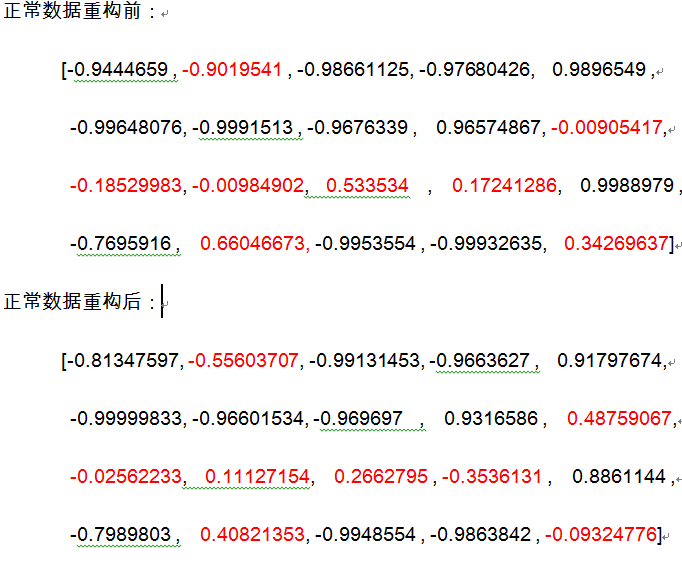 正常数据重构前：
[-0.9444659 , -0.9019541 , -0.98661125, -0.97680426, 0.9896549 ,
-0.99648076, -0.9991513 , -0.9676339 , 0.96574867, -0.00905417,
-0.18529983, -0.00984902, 0.533534 , 0.17241286, 0.9988979 ,
-0.7695916 , 0.66046673, -0.9953554 , -0.99932635, 0.34269637]
正常数据重构后：
[-0.81347597, -0.55603707, -0.99131453, -0.9663627 , 0.91797674,
-0.99999833, -0.96601534, -0.969697 , 0.9316586 , 0.48759067,
-0.02562233, 0.11127154, 0.2662795 , -0.3536131 , 0.8861144 ,
-0.7989803 , 0.40821353, -0.9948554 , -0.9863842 , -0.09324776]